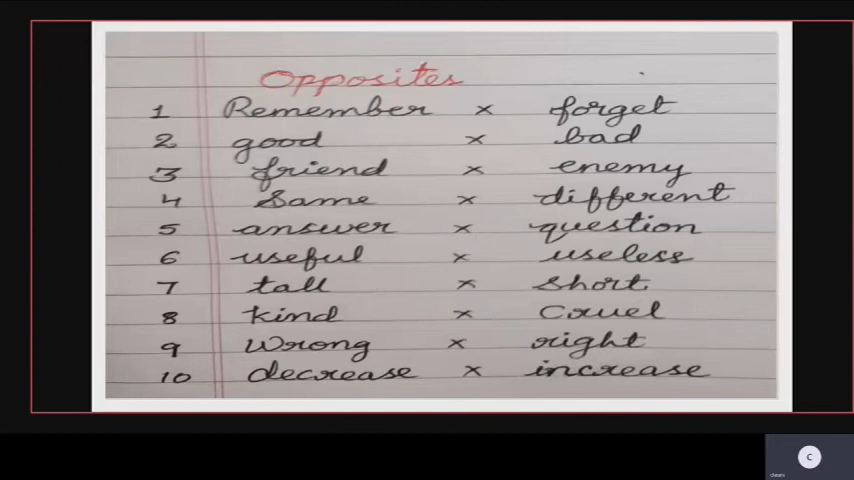 Opposites
1 Remember × forget
2 good × bad
3 friend × enemy
4 Same × different
5 answer × question
6 useful × useless
7 tall × short.
8 kind × Cruel
9 Wrong × right
10 decrease × increase
C